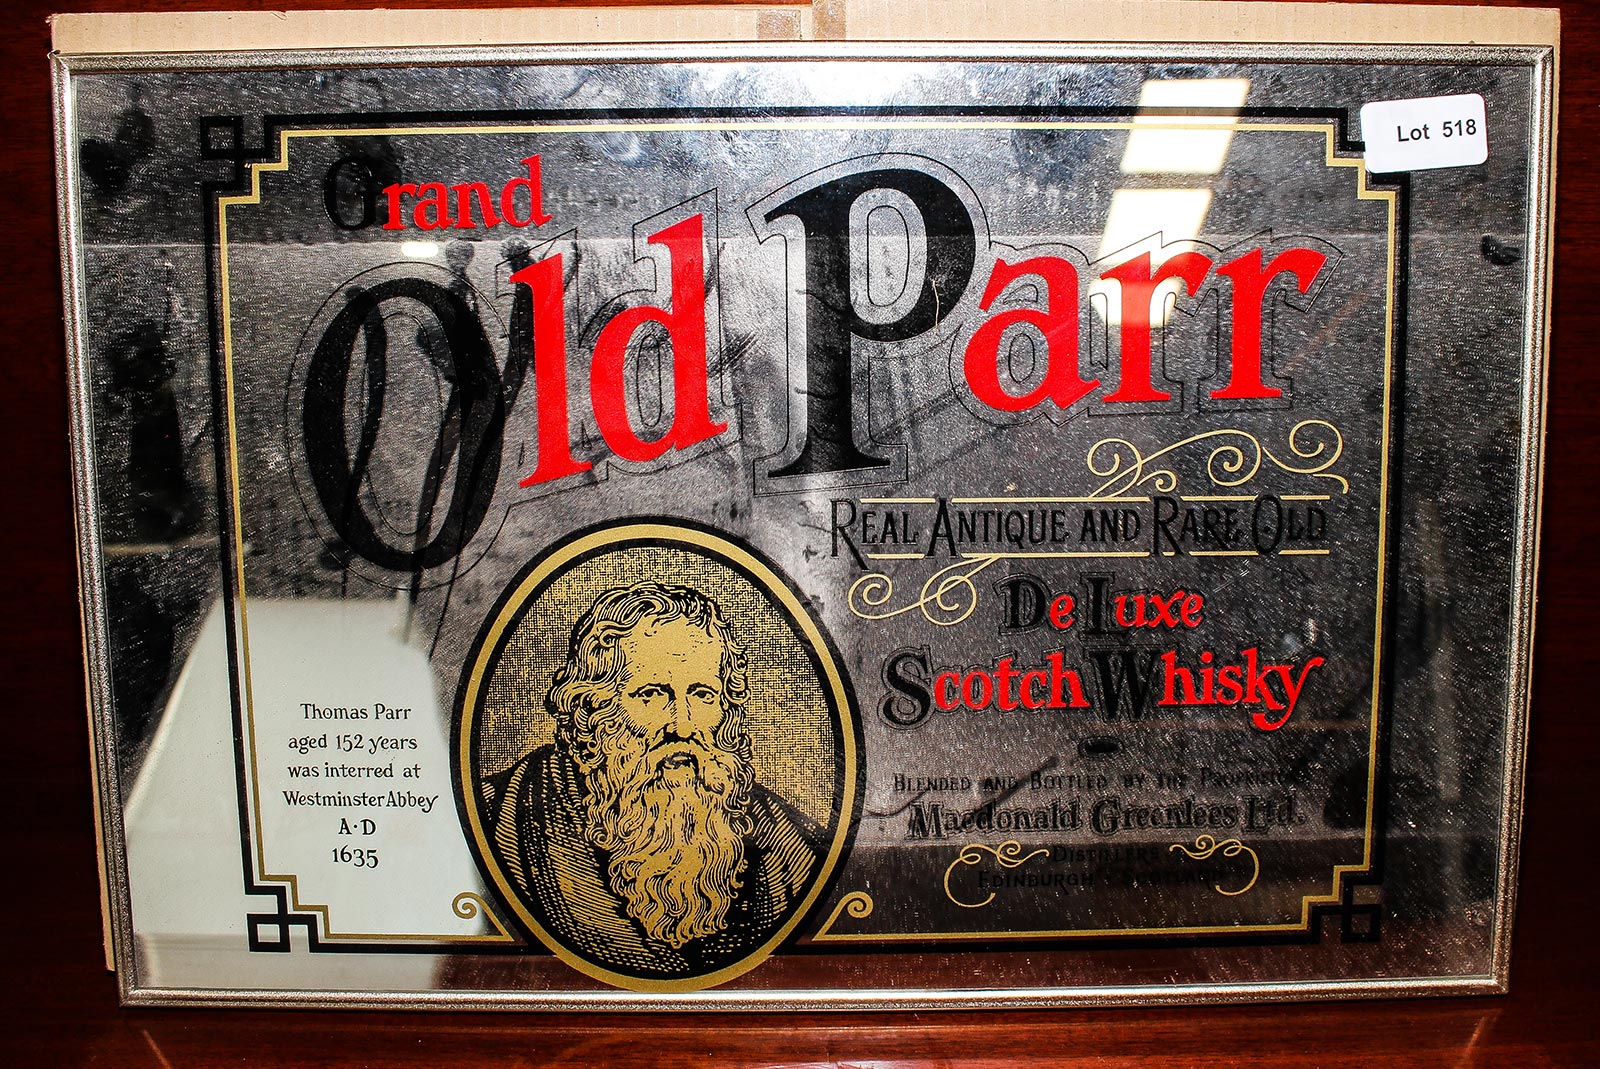 Lot 518
Grand
Old Parr
REAL ANTIQUE AND RARE OLD
De Luxe
Scotch Whisky
Thomas Parr
aged 152 years
was interred at
Westminster Abbey
A·D
1635
BLENDED AND BOTTLED BY THE PROPRIETORS
Macdonald Greenlees Ltd.
DISTILLERS
EDINBURGH SCOTLAND